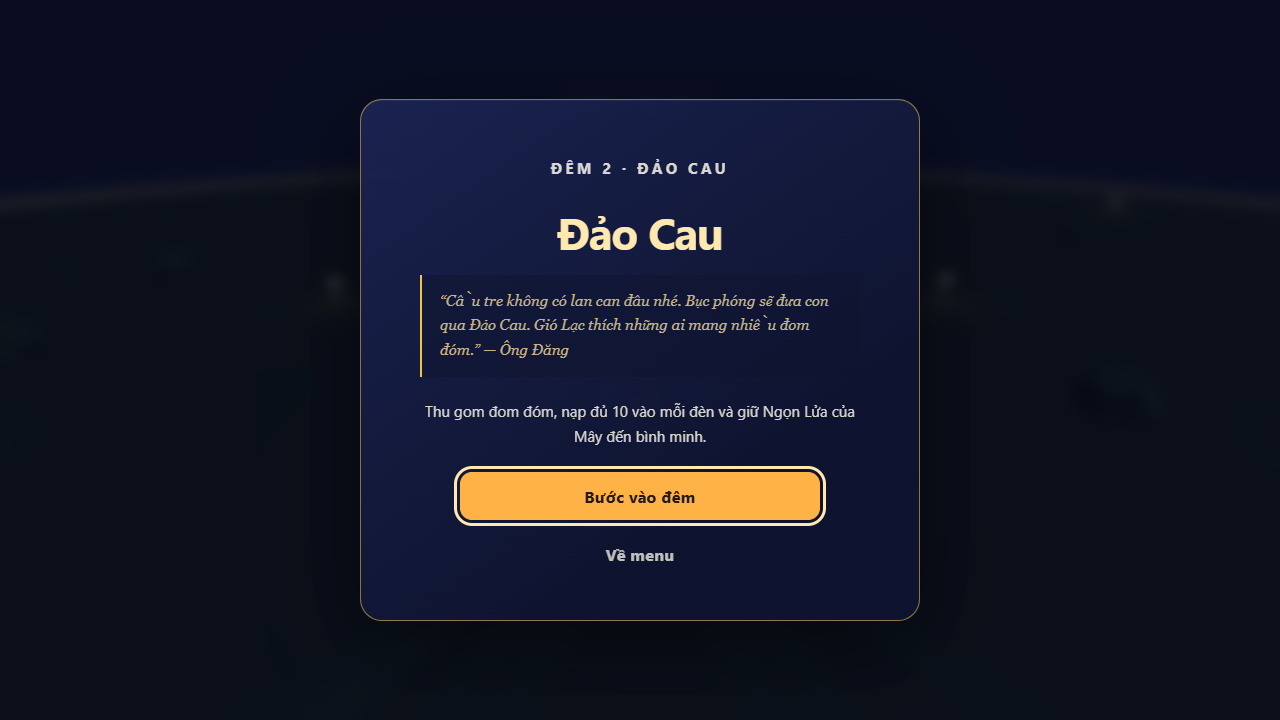 ĐÊM 2 · ĐẢO CAU
Đảo Cau
“Cầu tre không có lan can đâu nhé. Bục phóng sẽ đưa con
qua Đảo Cau. Gió Lạc thích những ai mang nhiều đom
đóm.” — Ông Đăng
Thu gom đom đóm, nạp đủ 10 vào mỗi đèn và giữ Ngọn Lửa của
Mây đến bình minh.
Bước vào đêm
Về menu